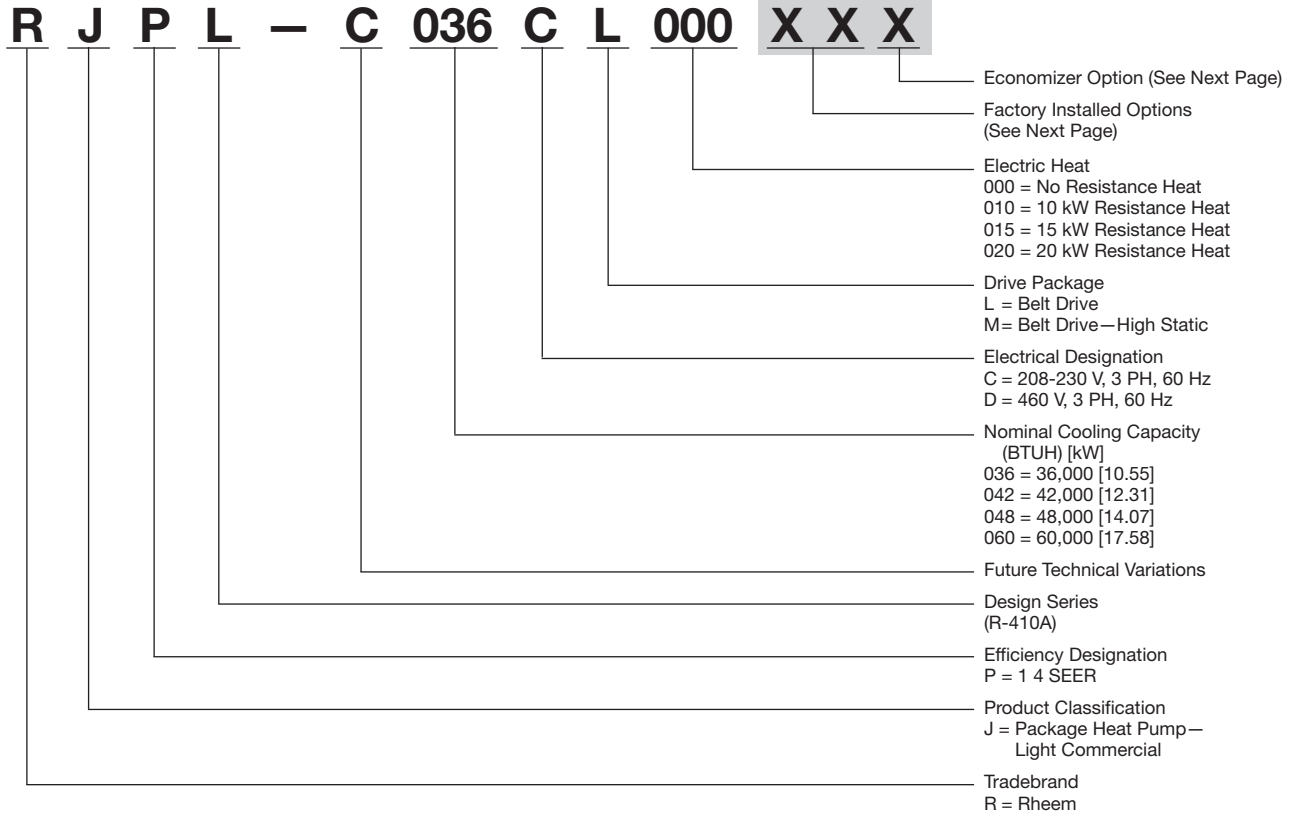 R J P L — C 036 C L 000 X X X
Economizer Option (See Next Page)
Factory Installed Options
(See Next Page)
Electric Heat
000 = No Resistance Heat
010 = 10 kW Resistance Heat
015 = 15 kW Resistance Heat
020 = 20 kW Resistance Heat
Drive Package
L = Belt Drive
M= Belt Drive—High Static
Electrical Designation
C = 208-230 V, 3 PH, 60 Hz
D = 460 V, 3 PH, 60 Hz
Nominal Cooling Capacity
(BTUH) [kW]
036 = 36,000 [10.55]
042 = 42,000 [12.31]
048 = 48,000 [14.07]
060 = 60,000 [17.58]
Future Technical Variations
Design Series
(R-410A)
Efficiency Designation
P = 1 4 SEER
Product Classification
J = Package Heat Pump—
Light Commercial
Tradebrand
R = Rheem